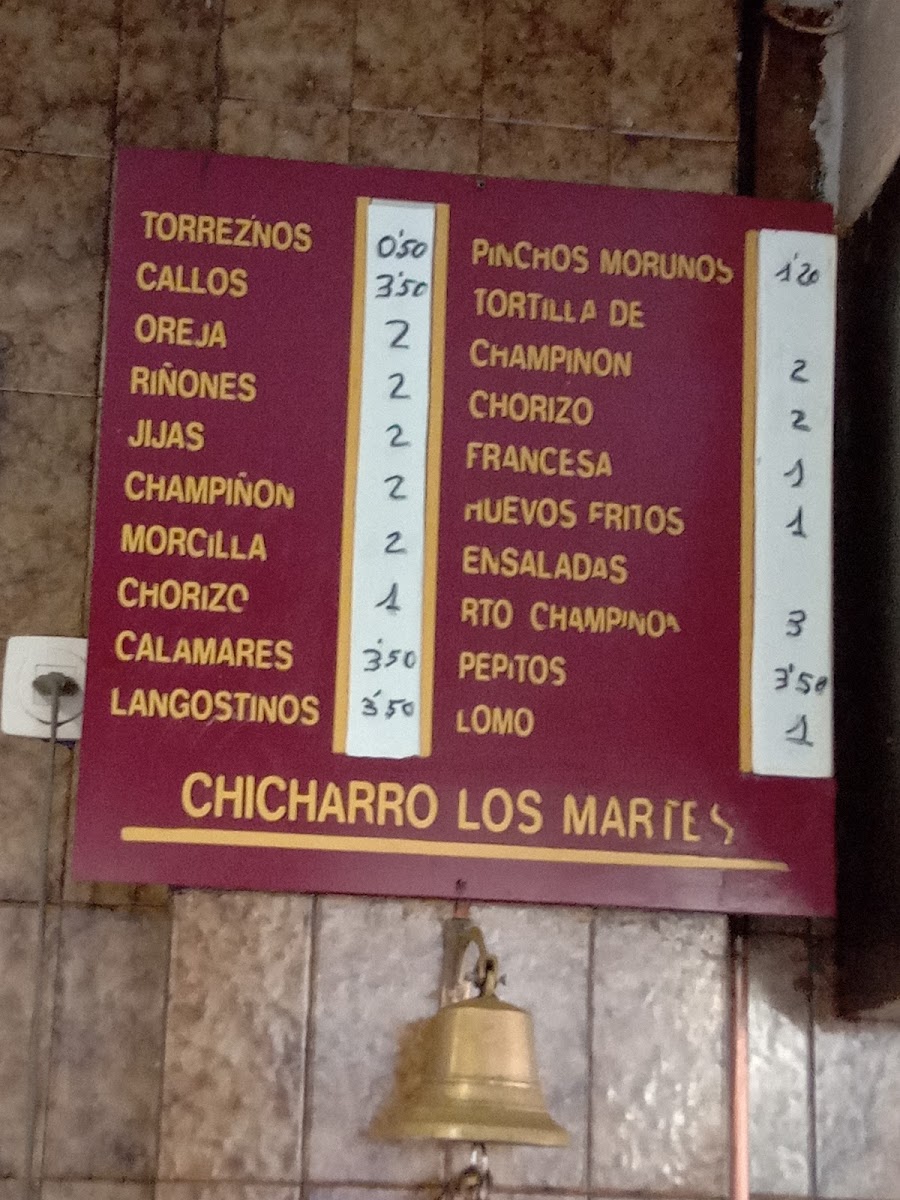 TORREZNOS 0'50
CALLOS 3'50
OREJA 2
RIÑONES 2
JIJAS 2
CHAMPIÑON 2
MORCILLA 2
CHORIZO 1
CALAMARES 3'50
LANGOSTINOS 3'50
PINCHOS MORUNOS 1'20
TORTILLA DE
CHAMPINON 2
CHORIZO 2
FRANCESA 1
HUEVOS FRITOS 1
ENSALADAS
RTO CHAMPINON 3
PEPITOS 3'50
LOMO 1
CHICHARRO LOS MARTES